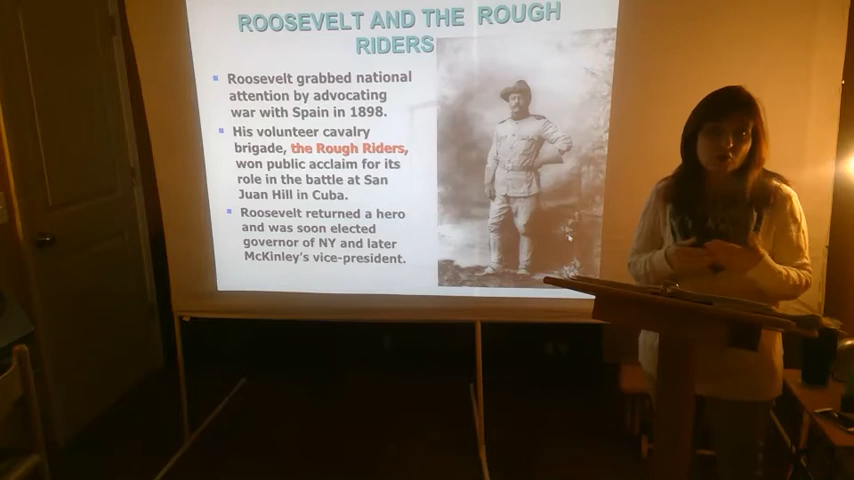 ROOSEVELT AND THE ROUGH
RIDERS
Roosevelt grabbed national
attention by advocating
war with Spain in 1898.
His volunteer cavalry
brigade, the Rough Riders,
won public acclaim for its
role in the battle at San
Juan Hill in Cuba.
Roosevelt returned a hero
and was soon elected
governor of NY and later
McKinley's vice-president.